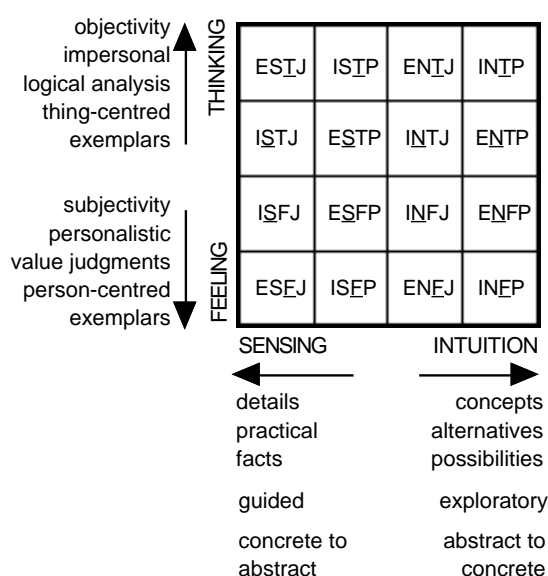 objectivity
impersonal
logical analysis
thing-centred
exemplars
THINKING
ESTJ ISTP ENTJ INTP
ISTJ ESTP INTJ ENTP
subjectivity
personalistic
value judgments
person-centred
exemplars
FEELING
ISFJ ESFP INFJ ENFP
ESFJ ISFP ENFJ INFP
SENSING INTUITION
details concepts
practical alternatives
facts possibilities
guided exploratory
concrete to abstract to
abstract concrete